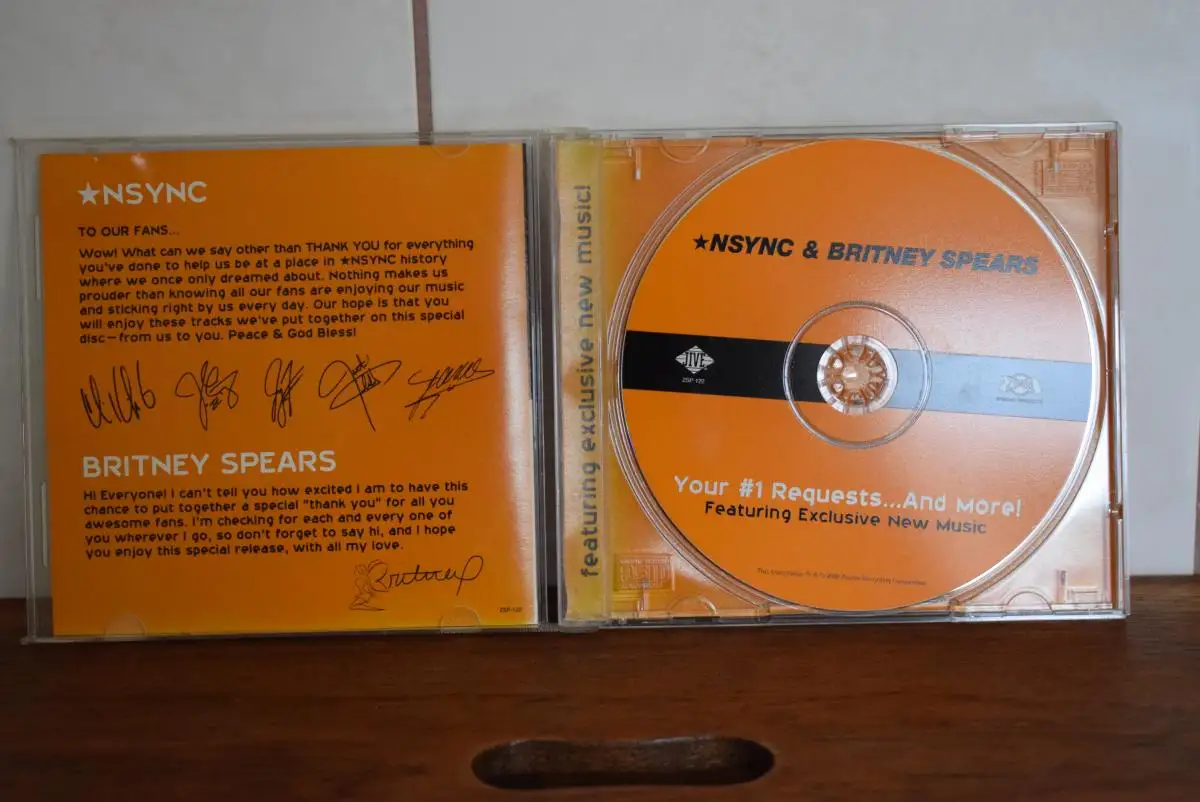 ★NSYNC
TO OUR FANS...
Wow! What can we say other than THANK YOU for everything
you've done to help us be at a place in ★NSYNC history
where we once only dreamed about. Nothing makes us
prouder than knowing all our fans are enjoying our music
and sticking right by us every day. Our hope is that you
will enjoy these tracks we've put together on this special
disc—from us to you. Peace & God Bless!
BRITNEY SPEARS
Hi Everyone! I can't tell you how excited I am to have this
chance to put together a special "thank you" for all you
awesome fans. I'm checking for each and every one of
you wherever I go, so don't forget to say hi, and I hope
you enjoy this special release, with all my love.
Britney
ZSP-122
featuring exclusive new music!
★NSYNC & BRITNEY SPEARS
JIVE
ZSP 122
Your #1 Requests...And More!
Featuring Exclusive New Music